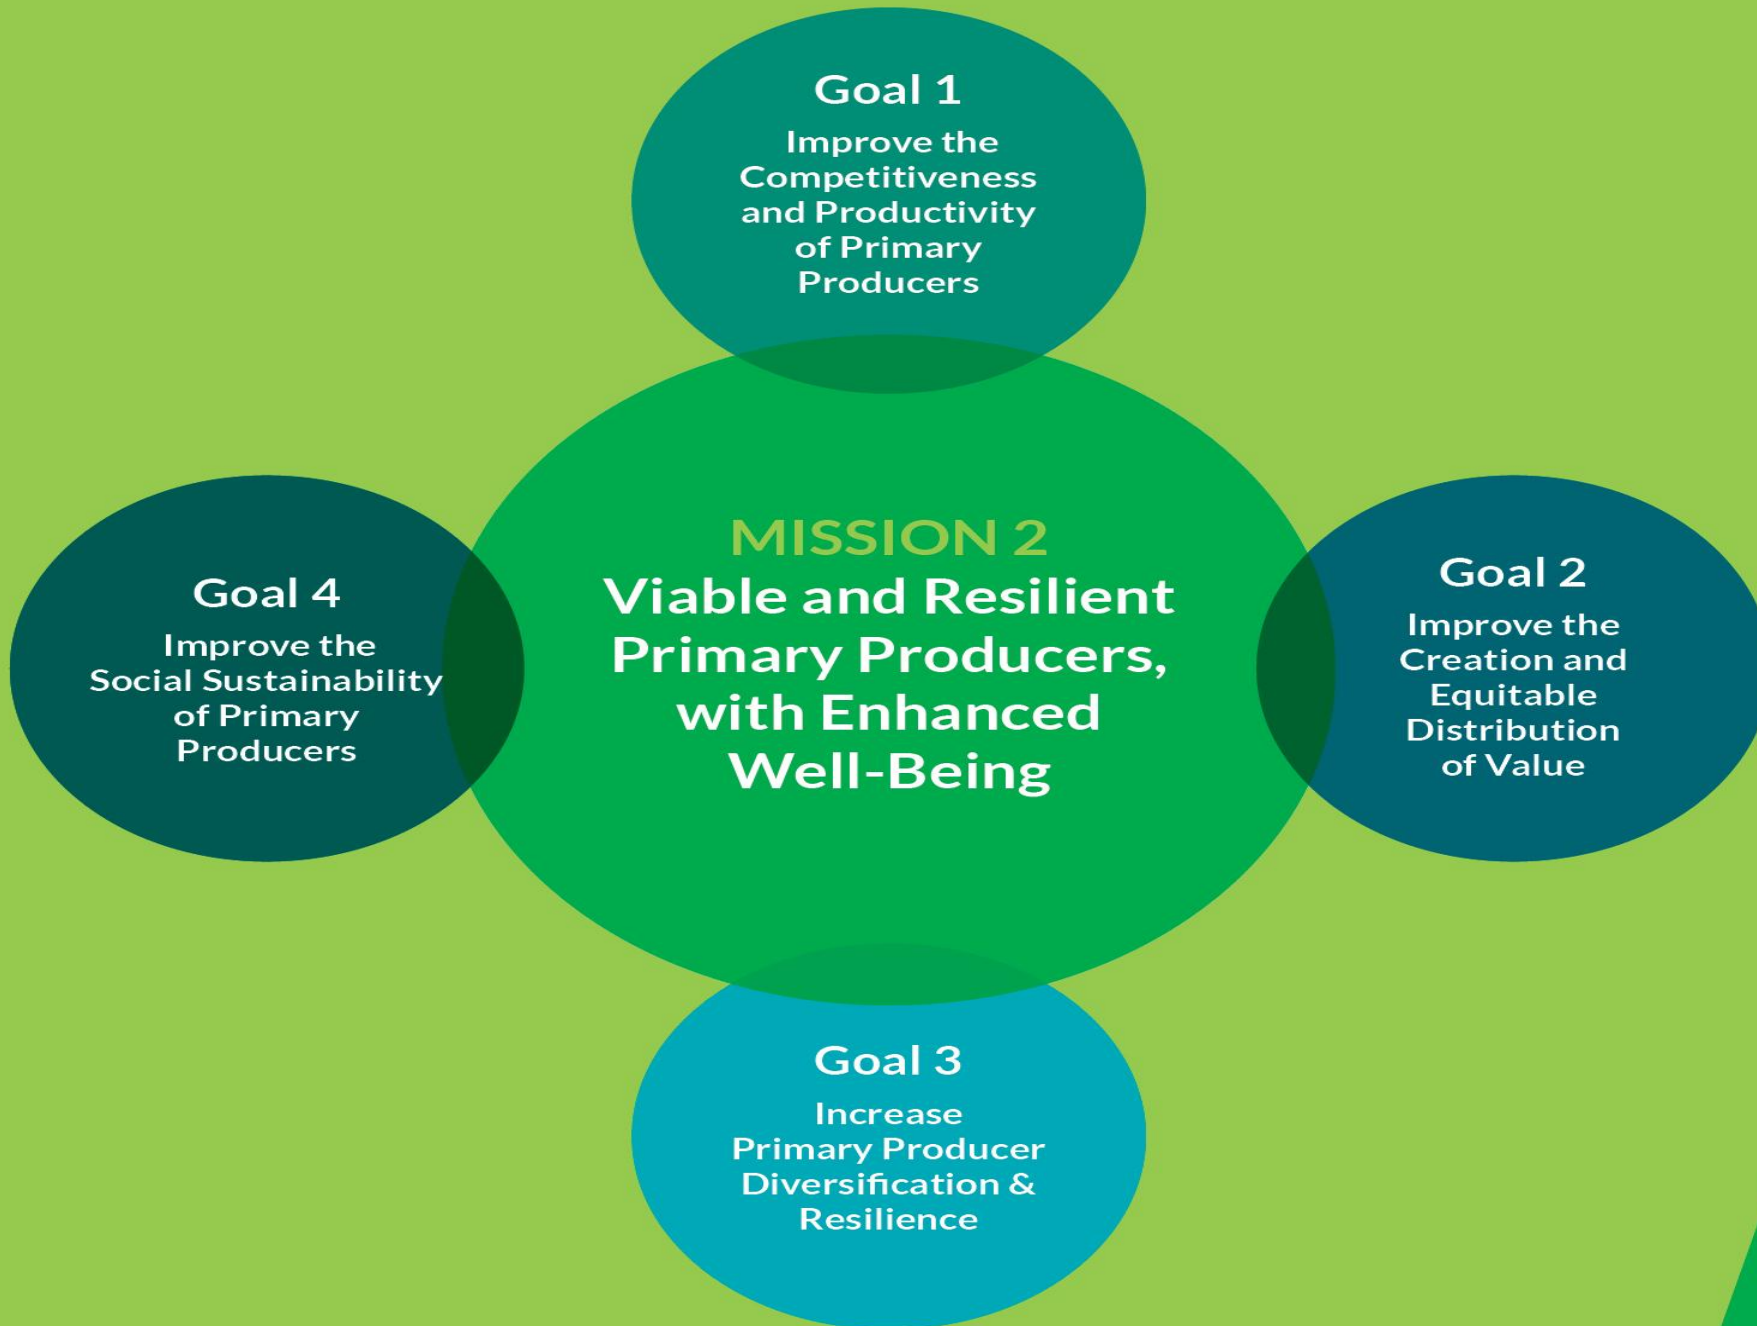 Goal 1
Improve the
Competitiveness
and Productivity
of Primary
Producers
MISSION 2
Viable and Resilient
Primary Producers,
with Enhanced
Well-Being
Goal 2
Improve the
Creation and
Equitable
Distribution
of Value
Goal 3
Increase
Primary Producer
Diversification &
Resilience
Goal 4
Improve the
Social Sustainability
of Primary
Producers